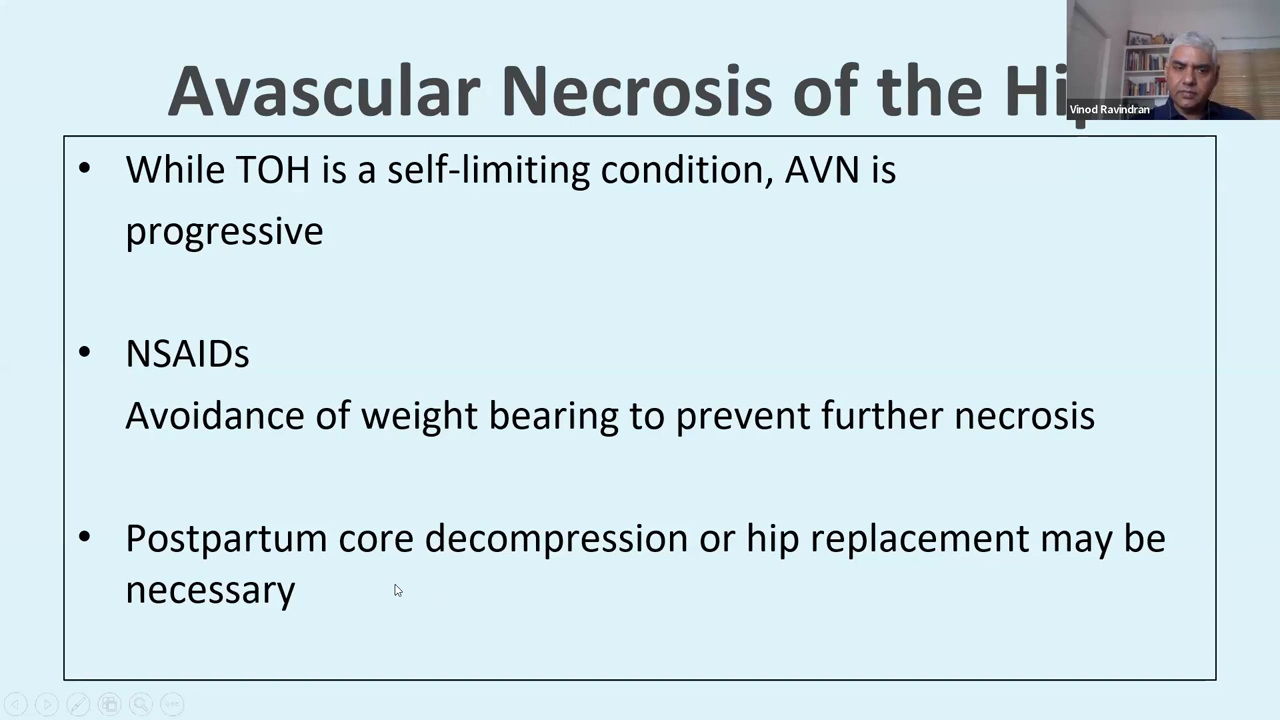 Avascular Necrosis of the Hip
Vinod Ravindran
• While TOH is a self-limiting condition, AVN is
progressive
• NSAIDs
Avoidance of weight bearing to prevent further necrosis
• Postpartum core decompression or hip replacement may be
necessary